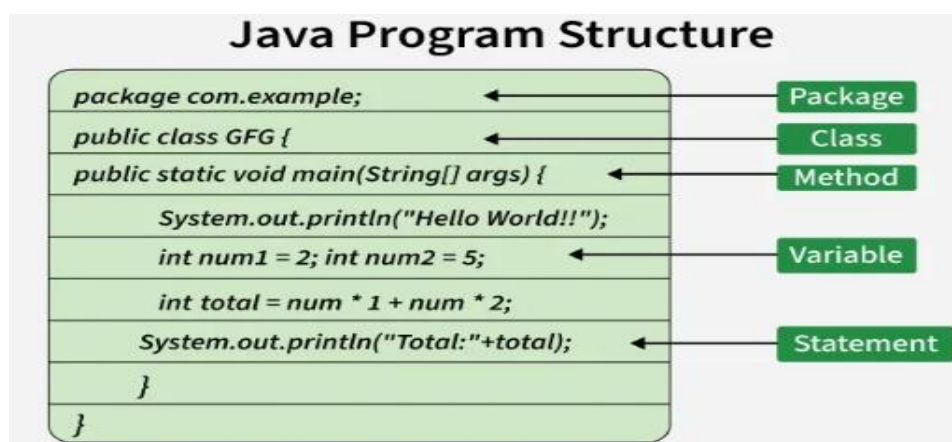 Java Program Structure
package com.example;
Package
public class GFG {
Class
public static void main(String[] args) {
Method
System.out.println("Hello World!!");
int num1 = 2; int num2 = 5;
Variable
int total = num * 1 + num * 2;
System.out.println("Total:"+total);
Statement
}
}